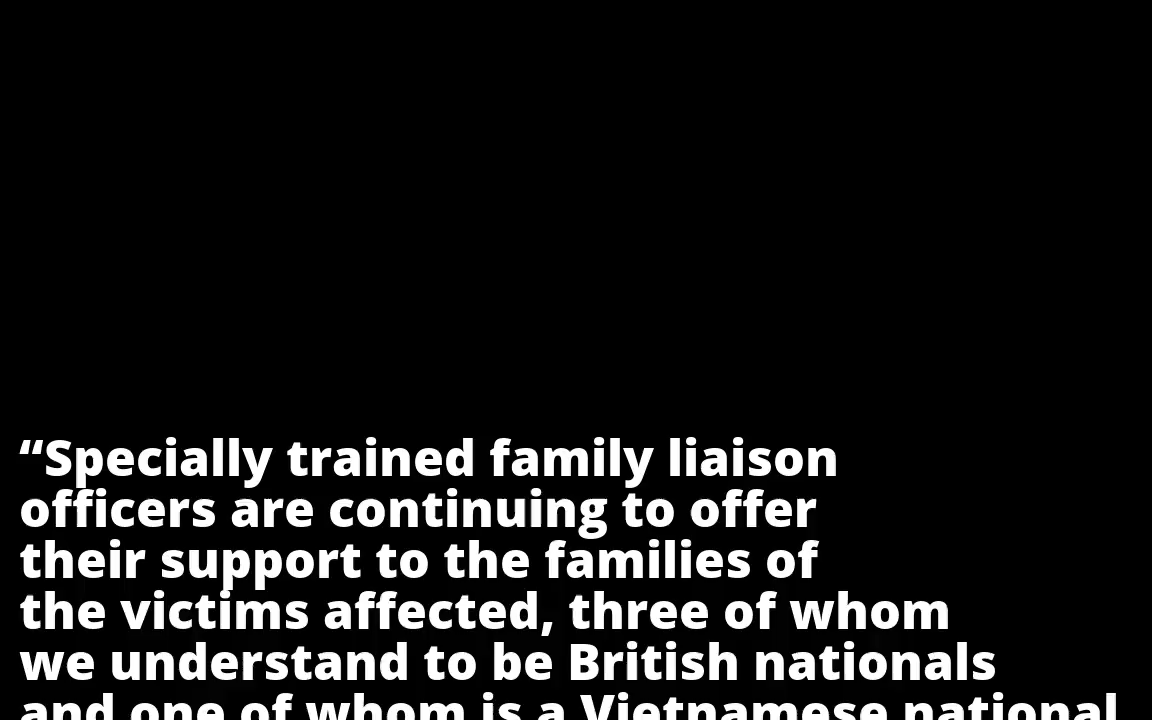 “Specially trained family liaison
officers are continuing to offer
their support to the families of
the victims affected, three of whom
we understand to be British nationals
and one of whom is a Vietnamese national